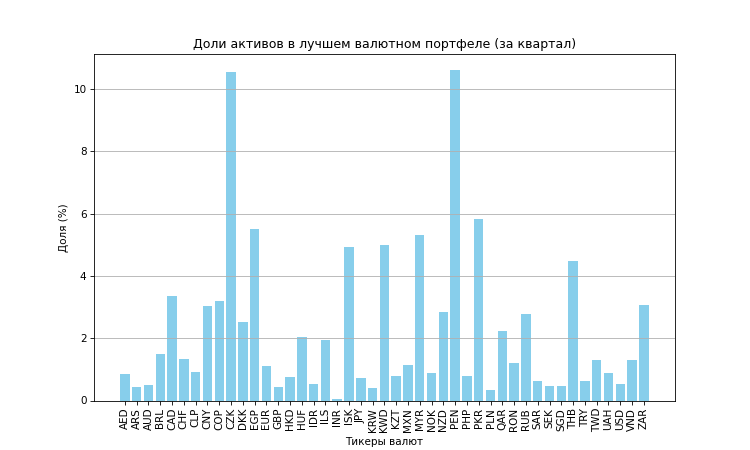 Доли активов в лучшем валютном портфеле (за квартал)
Доля (%)
10
8
6
4
2
0
AED ARS AUD BRL CAD CHF CLP CNY COP CZK DKK EGP EUR GBP HKD HUF IDR ILS INR ISK JPY KRW KWD KZT MXN MYR NOK NZD PEN PHP PKR PLN QAR RON RUB SAR SEK SGD THB TRY TWD UAH USD VND ZAR
Тикеры валют